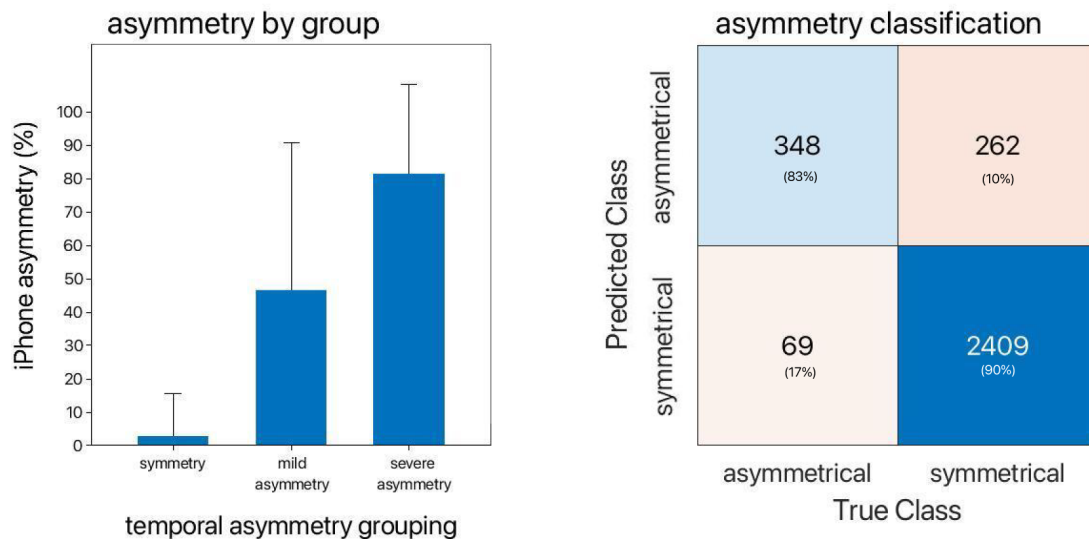 asymmetry by group
iPhone asymmetry (%)
100
90
80
70
60
50
40
30
20
10
0
symmetry
mild
asymmetry
severe
asymmetry
temporal asymmetry grouping
asymmetry classification
Predicted Class
asymmetrical
symmetrical
348
(83%)
262
(10%)
69
(17%)
2409
(90%)
asymmetrical
symmetrical
True Class